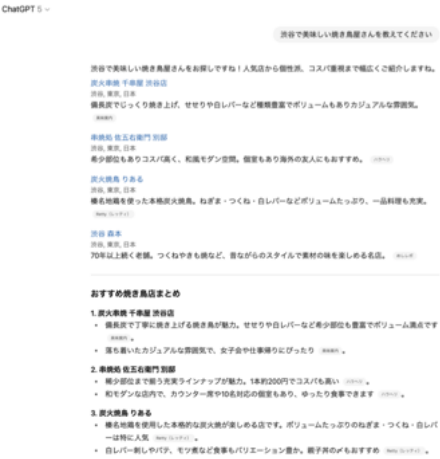 ChatGPT 5
渋谷で美味しい焼き鳥屋さんを教えてください
渋谷で美味しい焼き鳥屋さんをお探しですね！人気店から個性派、コスパ重視まで幅広くご紹介しますね。
炭火串焼 千串屋 渋谷店
渋谷, 東京, 日本
備長炭でじっくり焼き上げ、せせりや白レバーなど種類豊富でボリュームもありカジュアルな雰囲気。
串焼処 佐五右衛門 別邸
渋谷, 東京, 日本
希少部位もありコスパ高く、和風モダン空間。個室もあり海外の友人にもおすすめ。
炭火焼鳥 りある
渋谷, 東京, 日本
榛名地鶏を使った本格炭火焼鳥。ねぎま・つくね・白レバーなどボリュームたっぷり、一品料理も充実。
Retty（レッティ）
渋谷 森本
渋谷, 東京, 日本
70年以上続く老舗。つくねやきも焼など、昔ながらのスタイルで素材の味を楽しめる名店。
おすすめ焼き鳥店まとめ
1. 炭火串焼 千串屋 渋谷店
• 備長炭で丁寧に焼き上げる焼き鳥が魅力。せせりや白レバーなど希少部位も豊富でボリューム満点です
。
• 落ち着いたカジュアルな雰囲気で、女子会や仕事帰りにぴったり 。
2. 串焼処 佐五右衛門 別邸
• 稀少部位まで揃う充実ラインナップが魅力。1本約200円でコスパも高い 。
• 和モダンな店内で、カウンター席や10名対応の個室もあり、ゆったり食事できます 。
3. 炭火焼鳥 りある
• 榛名地鶏を使用した本格的な炭火焼が楽しめる店です。ボリュームたっぷりのねぎま・つくね・白レバ
ーは特に人気 Retty（レッティ） 。
• 白レバー刺しやパテ、モツ煮など食事もバリエーション豊か。親子丼の〆もおすすめ Retty（レッティ） 。